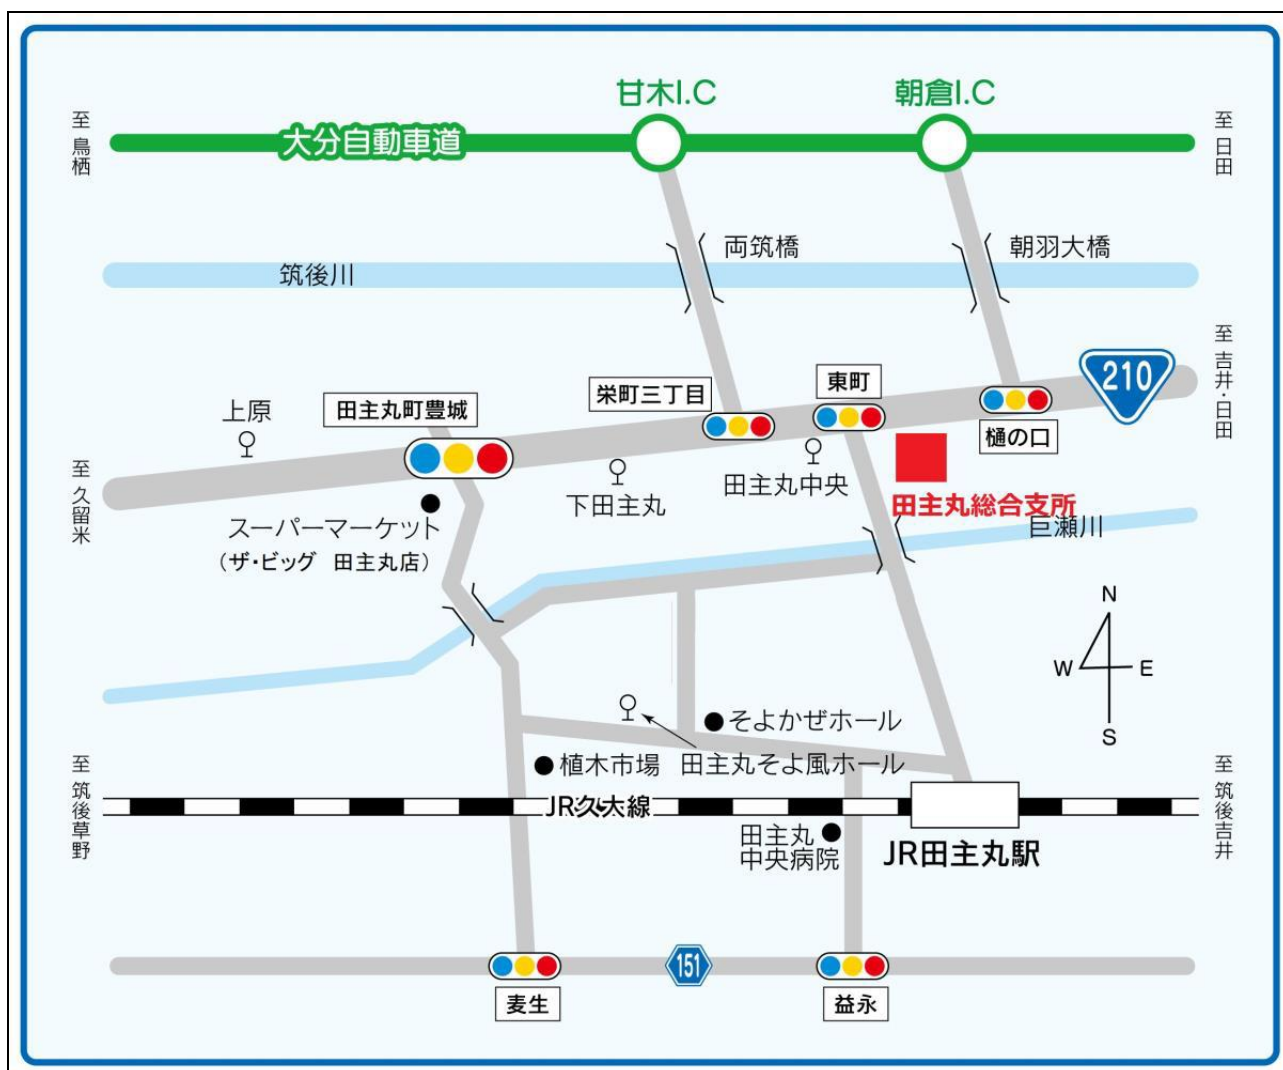 甘木I.C
朝倉I.C
至鳥栖
大分自動車道
至日田
両筑橋
朝羽大橋
筑後川
至吉井・日田
210
東町
栄町三丁目
田主丸町豊城
上原
樋の口
至久留米
田主丸中央
下田主丸
田主丸総合支所
スーパーマーケット
(ザ・ビッグ 田主丸店)
巨瀬川
N
W
E
S
そよかぜホール
植木市場
田主丸そよ風ホール
至筑後草野
至筑後吉井
JR久大線
田主丸
中央病院
JR田主丸駅
151
麦生
益永